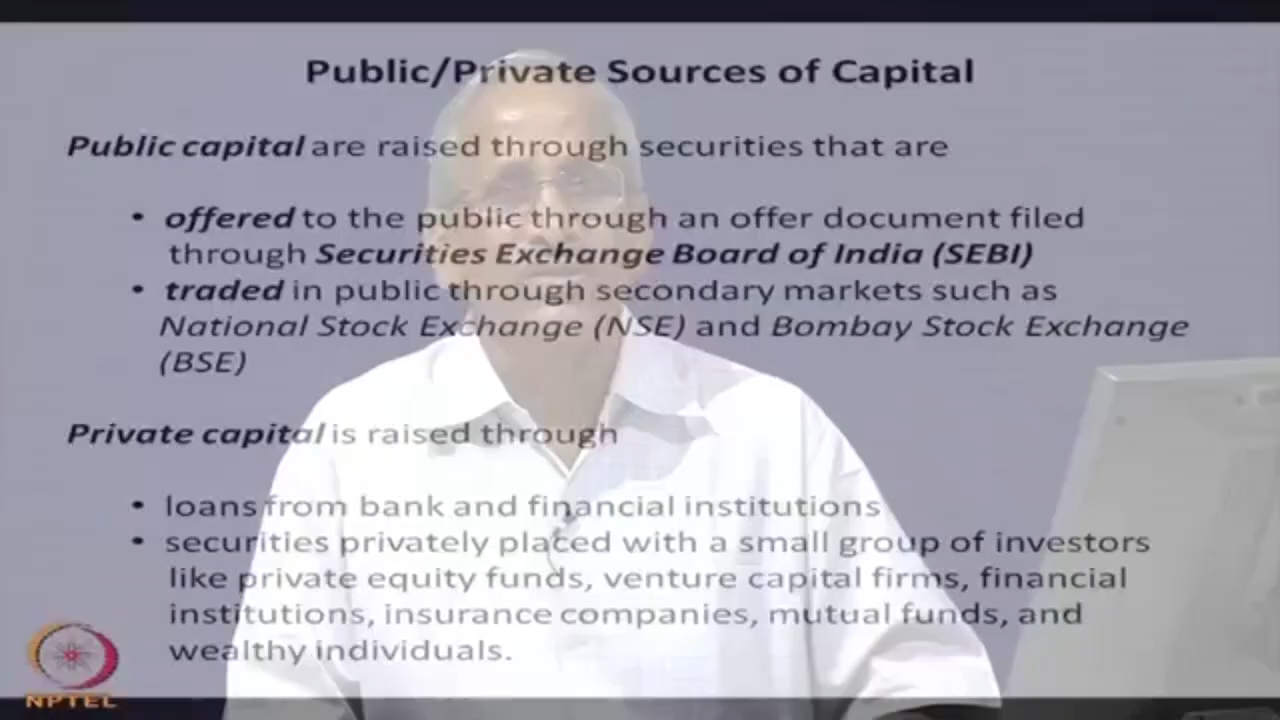 Public/Private Sources of Capital
Public capital are raised through securities that are
• offered to the public through an offer document filed
through Securities Exchange Board of India (SEBI)
• traded in public through secondary markets such as
National Stock Exchange (NSE) and Bombay Stock Exchange
(BSE)
Private capital is raised through
• loans from bank and financial institutions
• securities privately placed with a small group of investors
like private equity funds, venture capital firms, financial
institutions, insurance companies, mutual funds, and
wealthy individuals.
NPTEL